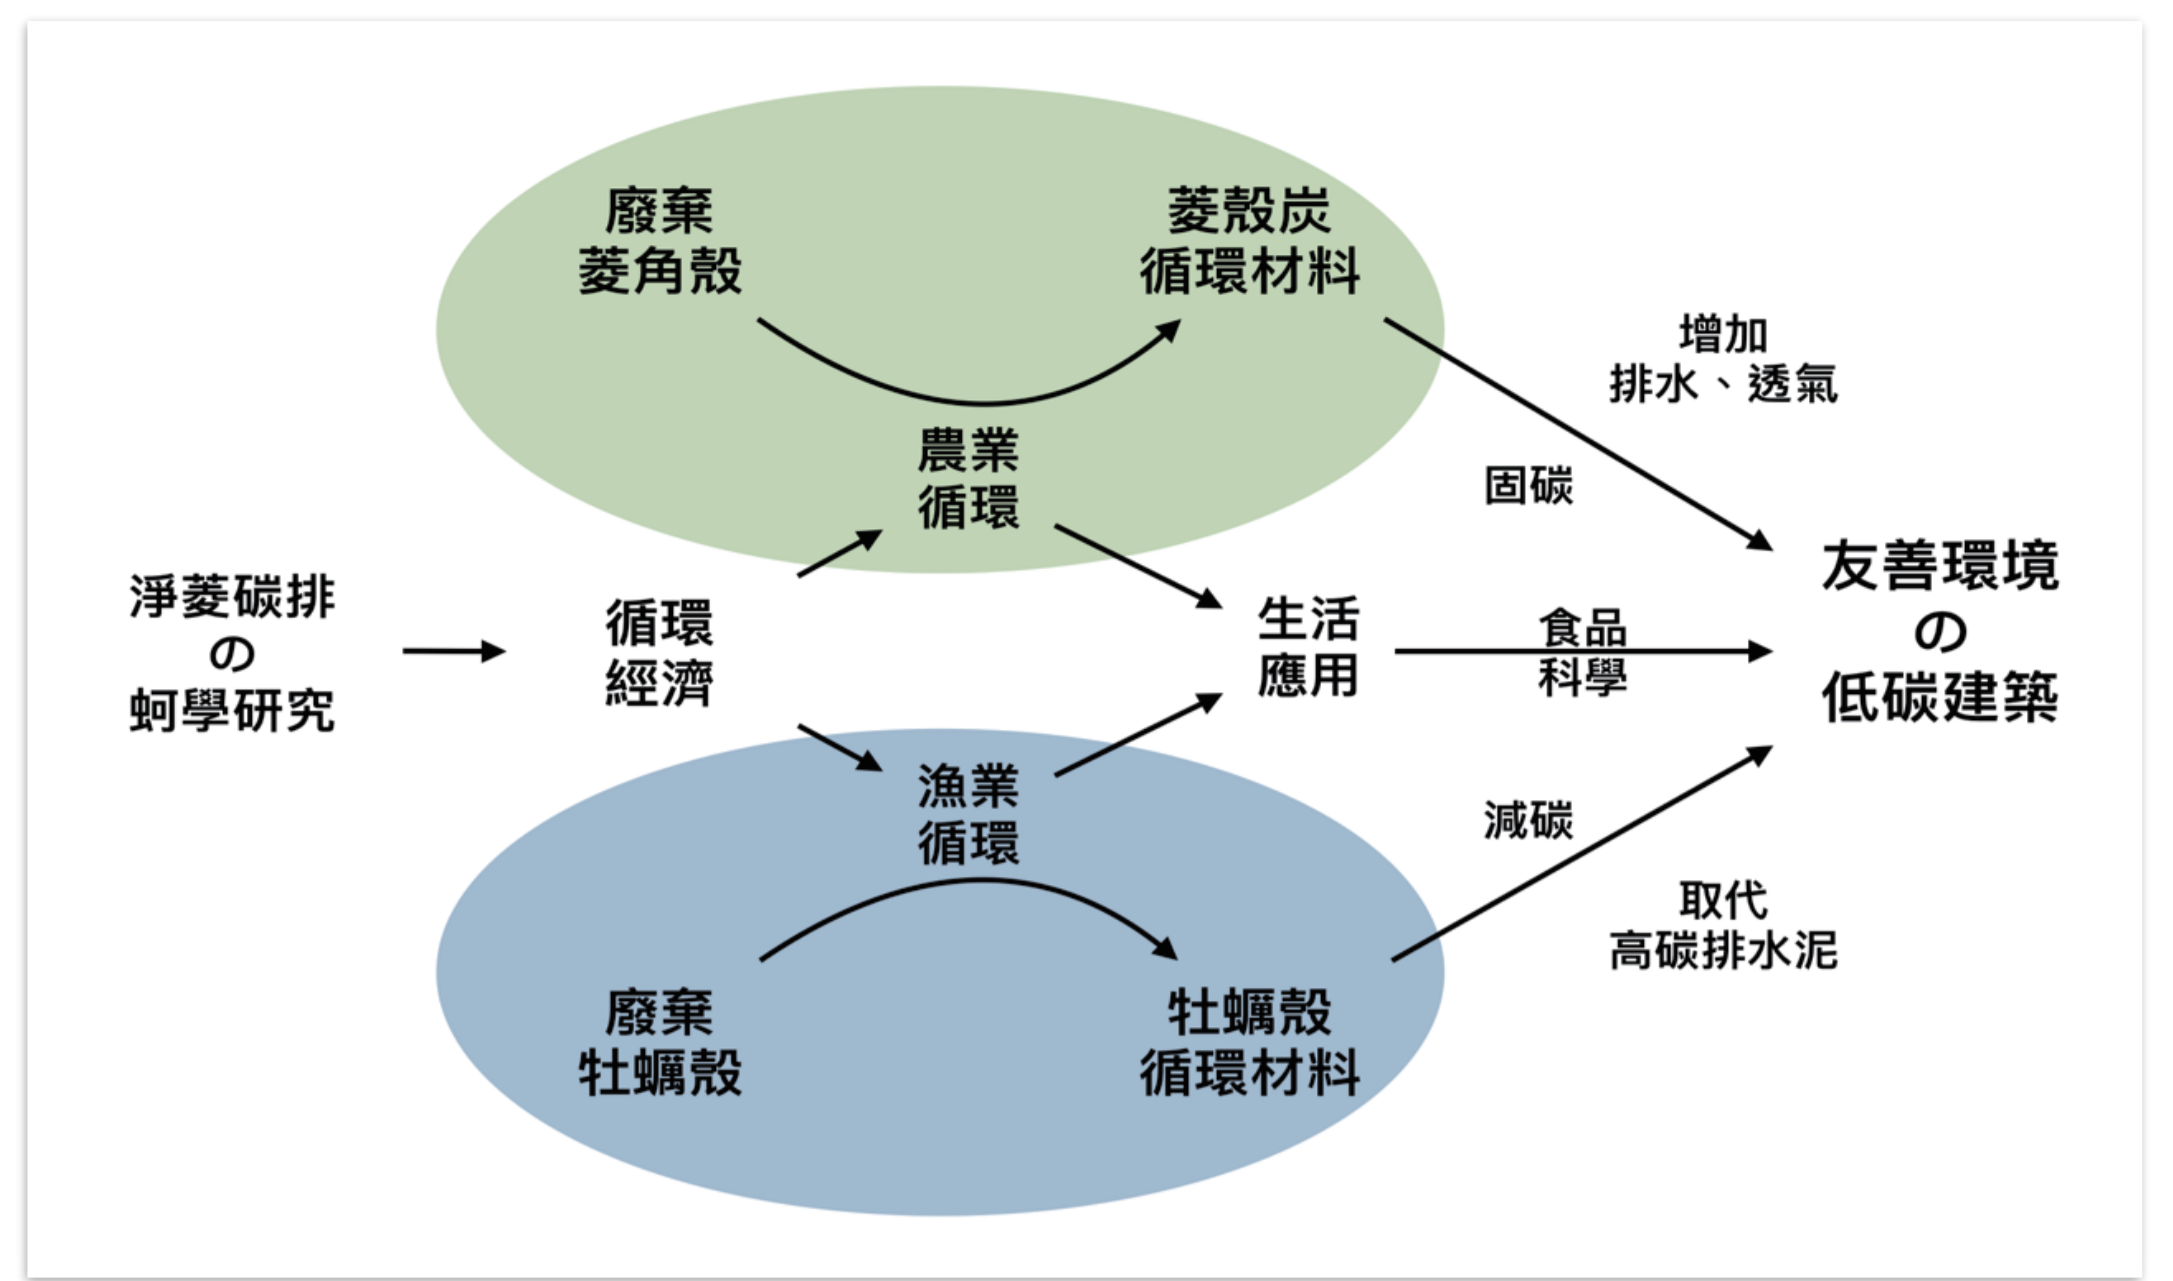 廢棄
菱角殼
菱殼炭
循環材料
增加
排水、透氣
農業
循環
固碳
淨菱碳排
の
蚵學研究
循環
經濟
生活
應用
食品
科學
友善環境
の
低碳建築
漁業
循環
減碳
取代
高碳排水泥
廢棄
牡蠣殼
牡蠣殼
循環材料